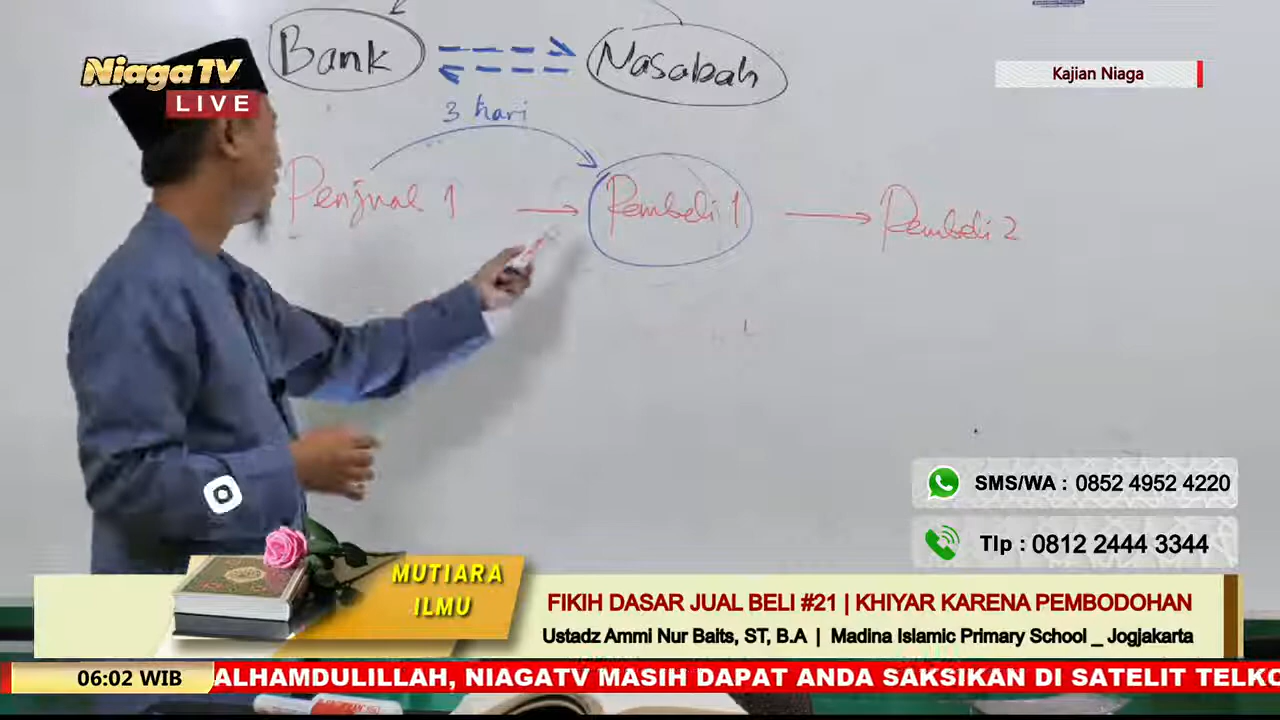 Bank
Nasabah
NiagaTV
LIVE
Kajian Niaga
3 hari
Penjual 1
Pembeli 1
Pembeli 2
SMS/WA : 0852 4952 4220
Tlp : 0812 2444 3344
MUTIARA
ILMU
FIKIH DASAR JUAL BELI #21 | KHIYAR KARENA PEMBODOHAN
Ustadz Ammi Nur Baits, ST, B.A | Madina Islamic Primary School _ Jogjakarta
06:02 WIB
ALHAMDULILLAH, NIAGATV MASIH DAPAT ANDA SAKSIKAN DI SATELIT TELKO